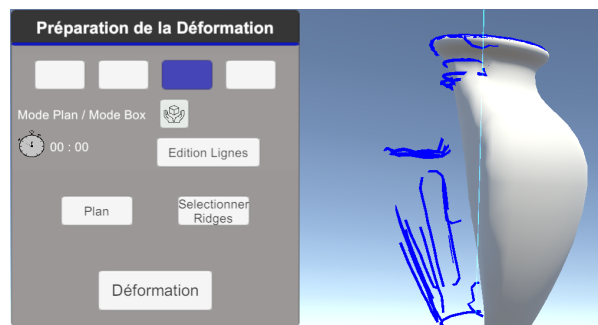 Préparation de la Déformation
Mode Plan / Mode Box
00 : 00
Edition Lignes
Plan
Selectionner
Ridges
Déformation